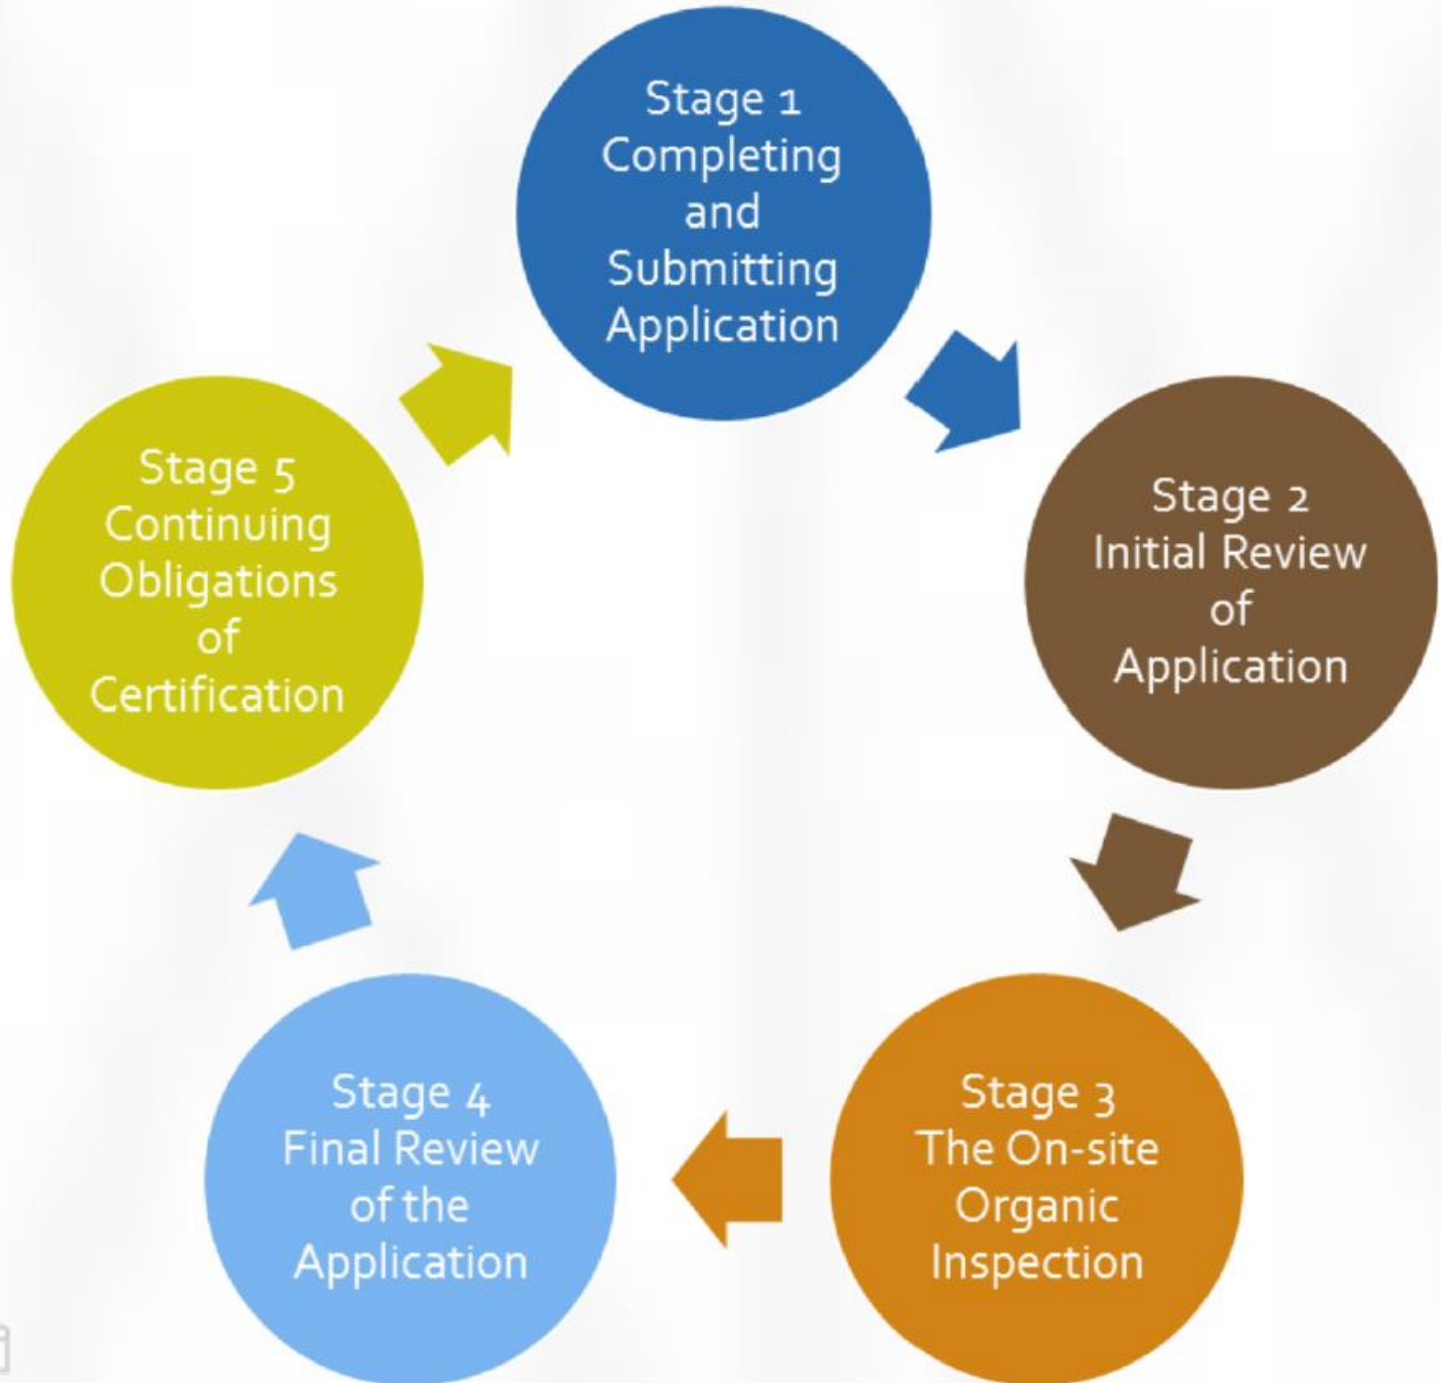 Stage 1
Completing
and
Submitting
Application
Stage 2
Initial Review
of
Application
Stage 3
The On-site
Organic
Inspection
Stage 4
Final Review
of the
Application
Stage 5
Continuing
Obligations
of
Certification